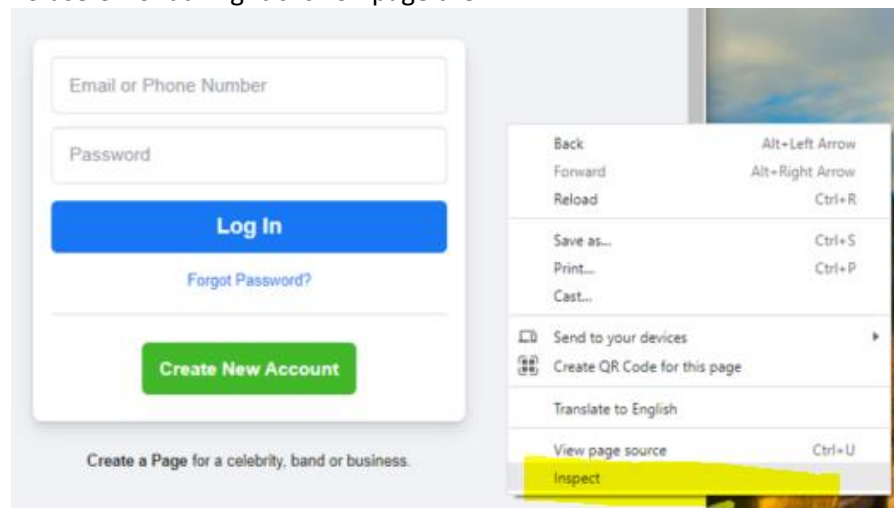 Email or Phone Number
Password
Log In
Forgot Password?
Create New Account
Create a Page for a celebrity, band or business.
Back Alt+Left Arrow
Forward Alt+Right Arrow
Reload Ctrl+R
Save as... Ctrl+S
Print... Ctrl+P
Cast...
Send to your devices
Create QR Code for this page
Translate to English
View page source Ctrl+U
Inspect